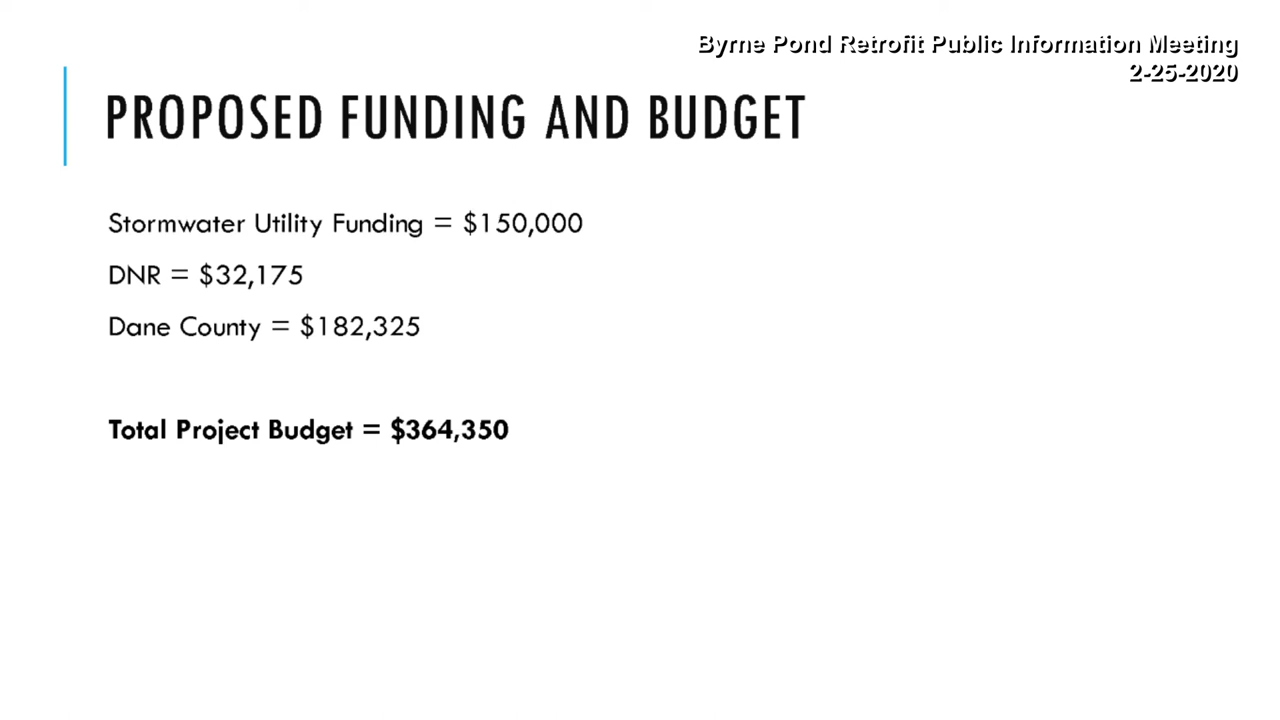 Byrne Pond Retrofit Public Information Meeting
2-25-2020
PROPOSED FUNDING AND BUDGET
Stormwater Utility Funding = $150,000
DNR = $32,175
Dane County = $182,325
Total Project Budget = $364,350